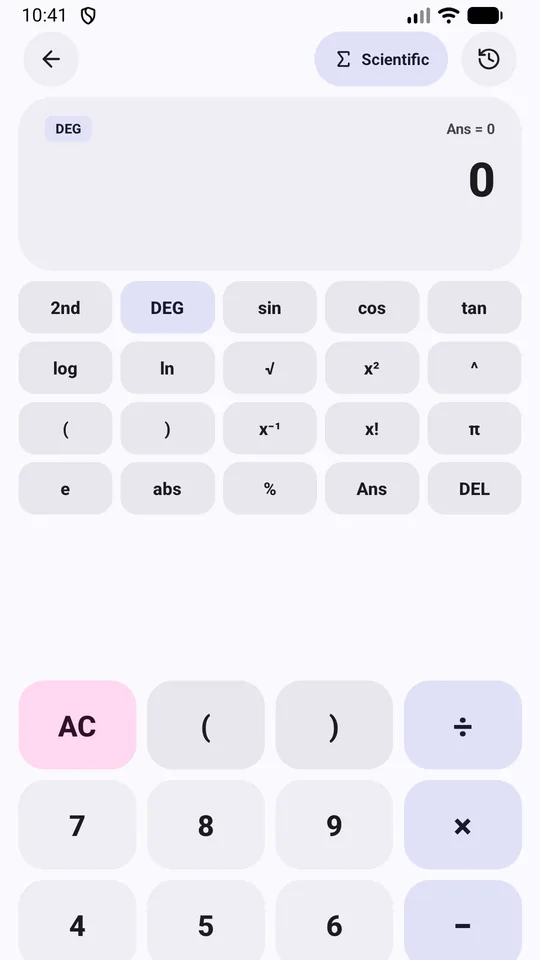 10:41
Σ Scientific
DEG
Ans = 0
0
2nd DEG sin cos tan
log ln √ x² ^
( ) x⁻¹ x! π
e abs % Ans DEL
AC ( ) ÷
7 8 9 ×
4 5 6 −